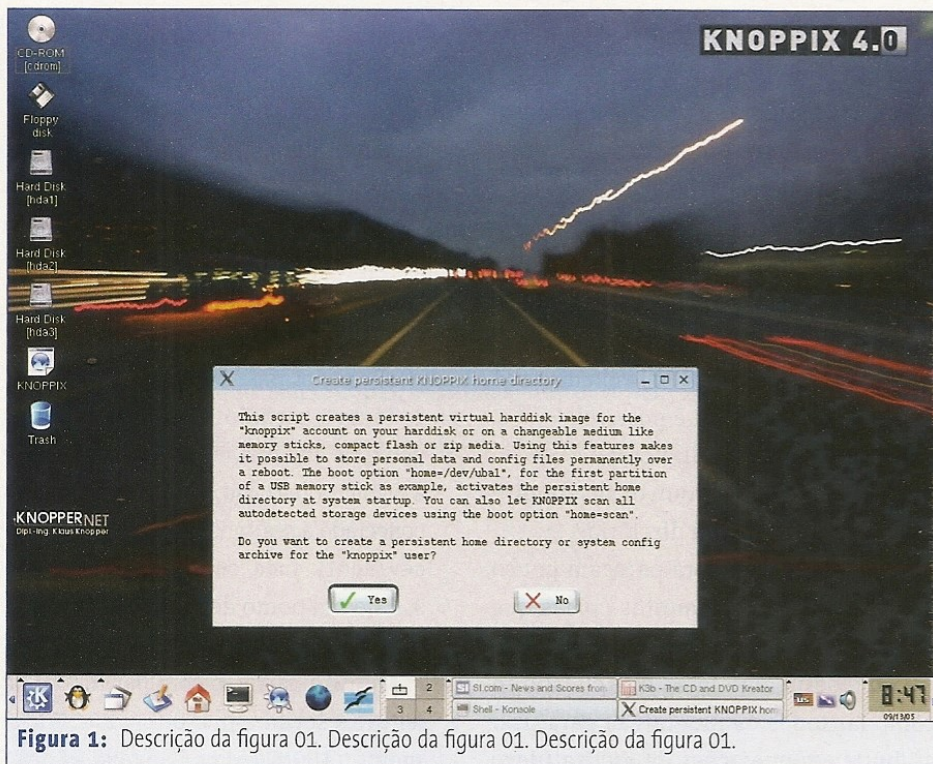 CD-ROM
[cdrom]
Floppy
disk
Hard Disk
[hda1]
Hard Disk
[hda2]
Hard Disk
[hda3]
KNOPPIX
Trash
KNOPPIX 4.0
KNOPPERNET
Dipl.-Ing. Klaus Knopper
Create persistent KNOPPIX home directory
This script creates a persistent virtual harddisk image for the
"knoppix" account on your harddisk or on a changeable medium like
memory sticks, compact flash or zip media. Using this features makes
it possible to store personal data and config files permanently over
a reboot. The boot option "home=/dev/uba1", for the first partition
of a USB memory stick as example, activates the persistent home
directory at system startup. You can also let KNOPPIX scan all
autodetected storage devices using the boot option "home=scan".
Do you want to create a persistent home directory or system config
archive for the "knoppix" user?
Yes
No
2
3 4
SI.com - News and Scores from
K3b - The CD and DVD Kreator
Shell - Konsole
Create persistent KNOPPIX hom
US
8:47
09/13/05
Figura 1: Descrição da figura 01. Descrição da figura 01. Descrição da figura 01.